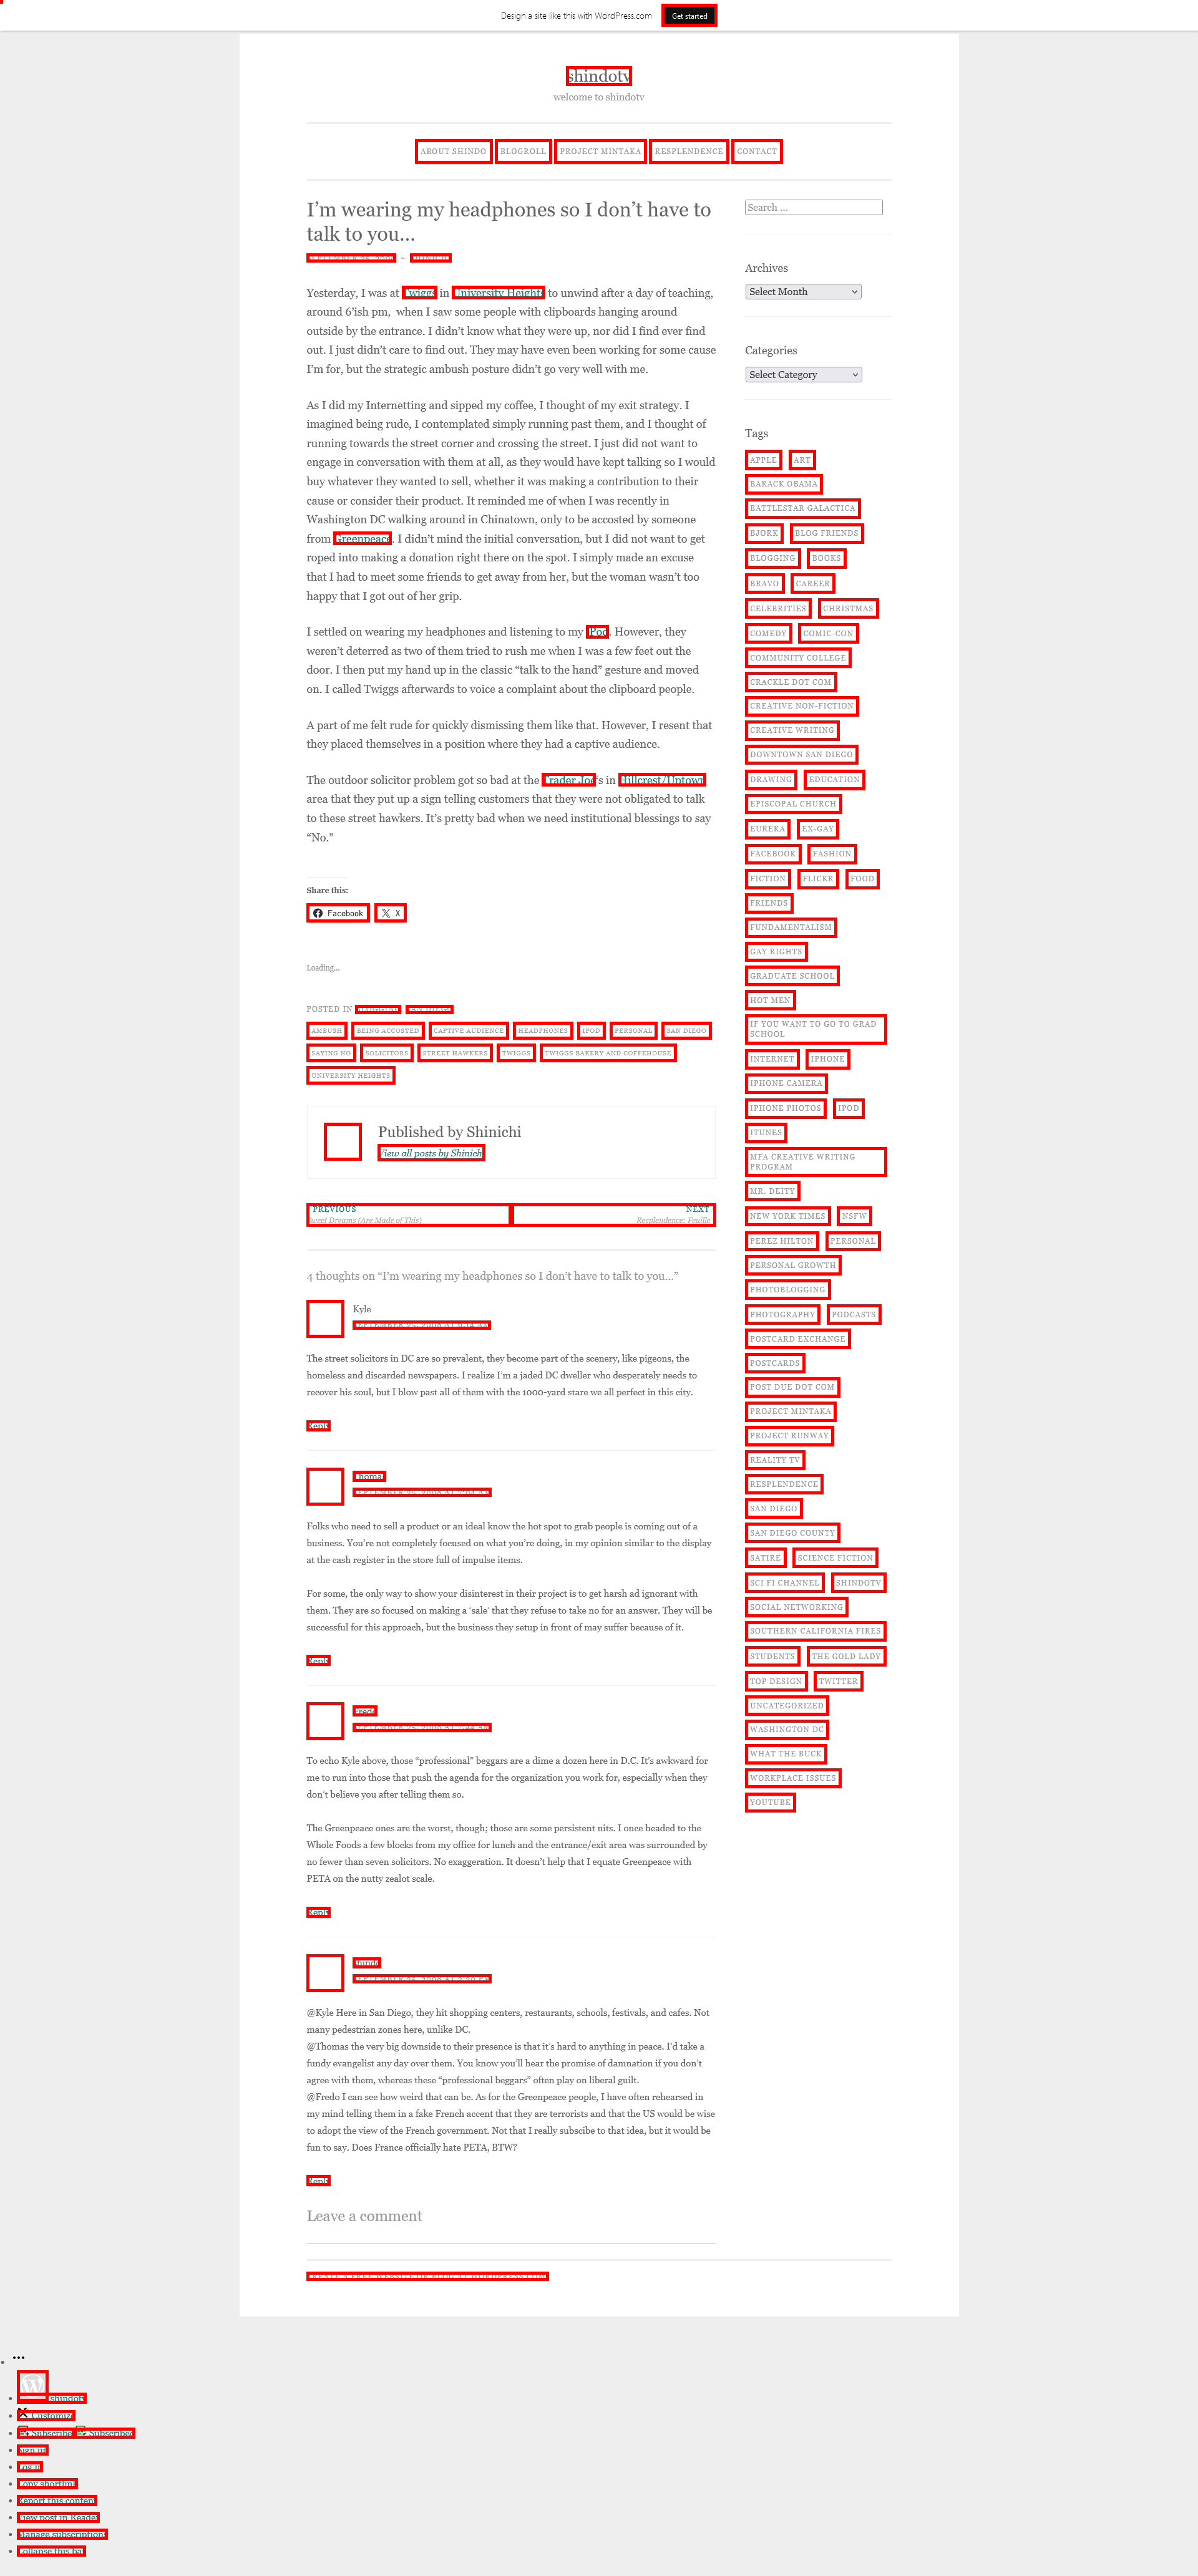 Design a site like this with WordPress.com
Get started
shindotv
welcome to shindotv
ABOUT SHINDO
BLOGROLL
PROJECT MINTAKA
RESPLENDENCE
CONTACT
I’m wearing my headphones so I don’t have to
talk to you…
Yesterday, I was at Twiggs in University Heights to unwind after a day of teaching,
around 6’ish pm, when I saw some people with clipboards hanging around
outside by the entrance. I didn’t know what they were up, nor did I find ever find
out. I just didn’t care to find out. They may have even been working for some cause
I’m for, but the strategic ambush posture didn’t go very well with me.
As I did my Internetting and sipped my coffee, I thought of my exit strategy. I
imagined being rude, I contemplated simply running past them, and I thought of
running towards the street corner and crossing the street. I just did not want to
engage in conversation with them at all, as they would have kept talking so I would
buy whatever they wanted to sell, whether it was making a contribution to their
cause or consider their product. It reminded me of when I was recently in
Washington DC walking around in Chinatown, only to be accosted by someone
from Greenpeace. I didn’t mind the initial conversation, but I did not want to get
roped into making a donation right there on the spot. I simply made an excuse
that I had to meet some friends to get away from her, but the woman wasn’t too
happy that I got out of her grip.
I settled on wearing my headphones and listening to my iPod. However, they
weren’t deterred as two of them tried to rush me when I was a few feet out the
door. I then put my hand up in the classic “talk to the hand” gesture and moved
on. I called Twiggs afterwards to voice a complaint about the clipboard people.
A part of me felt rude for quickly dismissing them like that. However, I resent that
they placed themselves in a position where they had a captive audience.
The outdoor solicitor problem got so bad at the Trader Joe’s in Hillcrest/Uptown
area that they put up a sign telling customers that they were not obligated to talk
to these street hawkers. It’s pretty bad when we need institutional blessings to say
“No.”
Share this:
Facebook
X
Loading...
POSTED IN
AMBUSH
BEING ACCOSTED
CAPTIVE AUDIENCE
HEADPHONES
IPOD
PERSONAL
SAN DIEGO
SAYING NO
SOLICITORS
STREET HAWKERS
TWIGGS
TWIGGS BAKERY AND COFFEHOUSE
UNIVERSITY HEIGHTS
Published by Shinichi
View all posts by Shinichi
PREVIOUS
Sweet Dreams (Are Made of This)
NEXT
Resplendence: Feuille
4 thoughts on “I’m wearing my headphones so I don’t have to talk to you…”
Kyle
The street solicitors in DC are so prevalent, they become part of the scenery, like pigeons, the
homeless and discarded newspapers. I realize I’m a jaded DC dweller who desperately needs to
recover his soul, but I blow past all of them with the 1000-yard stare we all perfect in this city.
Reply
Thomas
Folks who need to sell a product or an ideal know the hot spot to grab people is coming out of a
business. You’re not completely focused on what you’re doing, in my opinion similar to the display
at the cash register in the store full of impulse items.
For some, the only way to show your disinterest in their project is to get harsh ad ignorant with
them. They are so focused on making a ‘sale’ that they refuse to take no for an answer. They will be
successful for this approach, but the business they setup in front of may suffer because of it.
Reply
Fredo
To echo Kyle above, those “professional” beggars are a dime a dozen here in D.C. It’s awkward for
me to run into those that push the agenda for the organization you work for, especially when they
don’t believe you after telling them so.
The Greenpeace ones are the worst, though; those are some persistent nits. I once headed to the
Whole Foods a few blocks from my office for lunch and the entrance/exit area was surrounded by
no fewer than seven solicitors. No exaggeration. It doesn’t help that I equate Greenpeace with
PETA on the nutty zealot scale.
Reply
shindo
@Kyle Here in San Diego, they hit shopping centers, restaurants, schools, festivals, and cafes. Not
many pedestrian zones here, unlike DC.
@Thomas the very big downside to their presence is that it’s hard to anything in peace. I’d take a
fundy evangelist any day over them. You know you’ll hear the promise of damnation if you don’t
agree with them, whereas these “professional beggars” often play on liberal guilt.
@Fredo I can see how weird that can be. As for the Greenpeace people, I have often rehearsed in
my mind telling them in a fake French accent that they are terrorists and that the US would be wise
to adopt the view of the French government. Not that I really subscibe to that idea, but it would be
fun to say. Does France officially hate PETA, BTW?
Reply
Leave a comment
Search …
Archives
Select Month
Categories
Select Category
Tags
APPLE
ART
BARACK OBAMA
BATTLESTAR GALACTICA
BJORK
BLOG FRIENDS
BLOGGING
BOOKS
BRAVO
CAREER
CELEBRITIES
CHRISTMAS
COMEDY
COMIC-CON
COMMUNITY COLLEGE
CRACKLE DOT COM
CREATIVE NON-FICTION
CREATIVE WRITING
DOWNTOWN SAN DIEGO
DRAWING
EDUCATION
EPISCOPAL CHURCH
EUREKA
EX-GAY
FACEBOOK
FASHION
FICTION
FLICKR
FOOD
FRIENDS
FUNDAMENTALISM
GAY RIGHTS
GRADUATE SCHOOL
HOT MEN
IF YOU WANT TO GO TO GRAD
SCHOOL
INTERNET
IPHONE
IPHONE CAMERA
IPHONE PHOTOS
IPOD
ITUNES
MFA CREATIVE WRITING
PROGRAM
MR. DEITY
NEW YORK TIMES
NSFW
PEREZ HILTON
PERSONAL
PERSONAL GROWTH
PHOTOBLOGGING
PHOTOGRAPHY
PODCASTS
POSTCARD EXCHANGE
POSTCARDS
POST DUE DOT COM
PROJECT MINTAKA
PROJECT RUNWAY
REALITY TV
RESPLENDENCE
SAN DIEGO
SAN DIEGO COUNTY
SATIRE
SCIENCE FICTION
SCI FI CHANNEL
SHINDOTV
SOCIAL NETWORKING
SOUTHERN CALIFORNIA FIRES
STUDENTS
THE GOLD LADY
TOP DESIGN
TWITTER
UNCATEGORIZED
WASHINGTON DC
WHAT THE BUCK
WORKPLACE ISSUES
YOUTUBE
shindotv
Customize
Subscribe
Subscribed
Sign up
Log in
Copy shortlink
Report this content
View post in Reader
Manage subscriptions
Collapse this bar